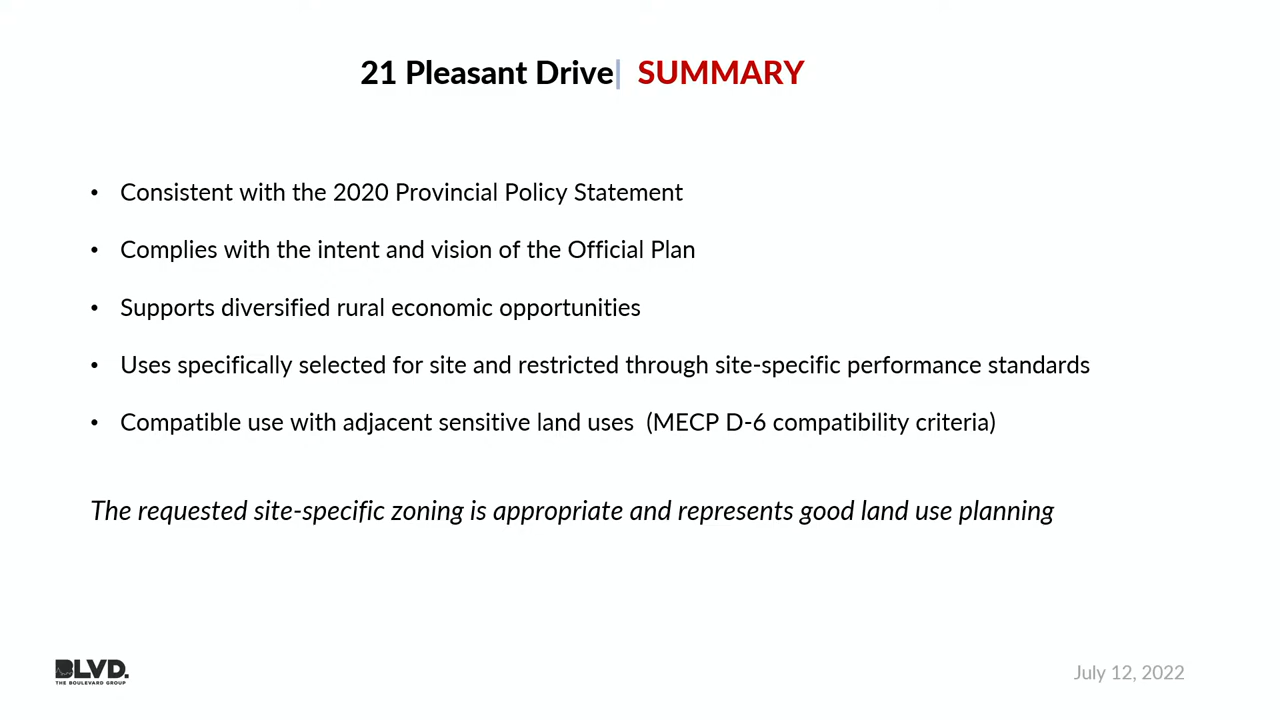 21 Pleasant Drive| SUMMARY
• Consistent with the 2020 Provincial Policy Statement
• Complies with the intent and vision of the Official Plan
• Supports diversified rural economic opportunities
• Uses specifically selected for site and restricted through site-specific performance standards
• Compatible use with adjacent sensitive land uses (MECP D-6 compatibility criteria)
The requested site-specific zoning is appropriate and represents good land use planning
BLVD.
THE BOULEVARD GROUP
July 12, 2022